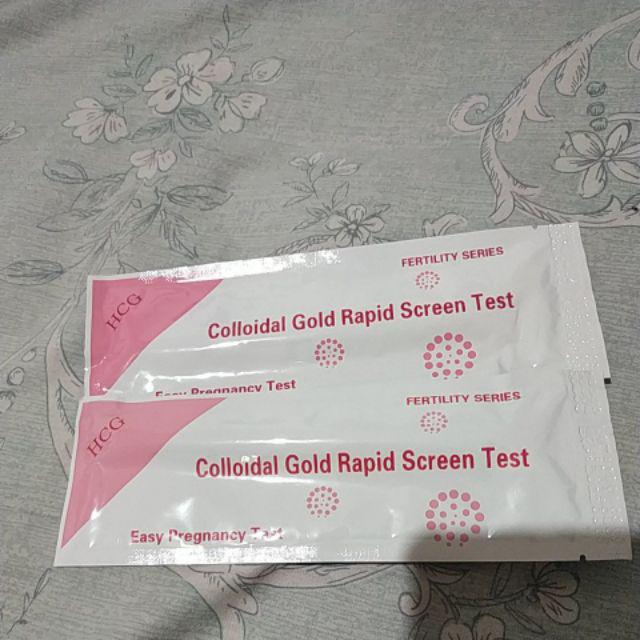 HCG
FERTILITY SERIES
Colloidal Gold Rapid Screen Test
Easy Pregnancy Test
HCG
FERTILITY SERIES
Colloidal Gold Rapid Screen Test
Easy Pregnancy Test